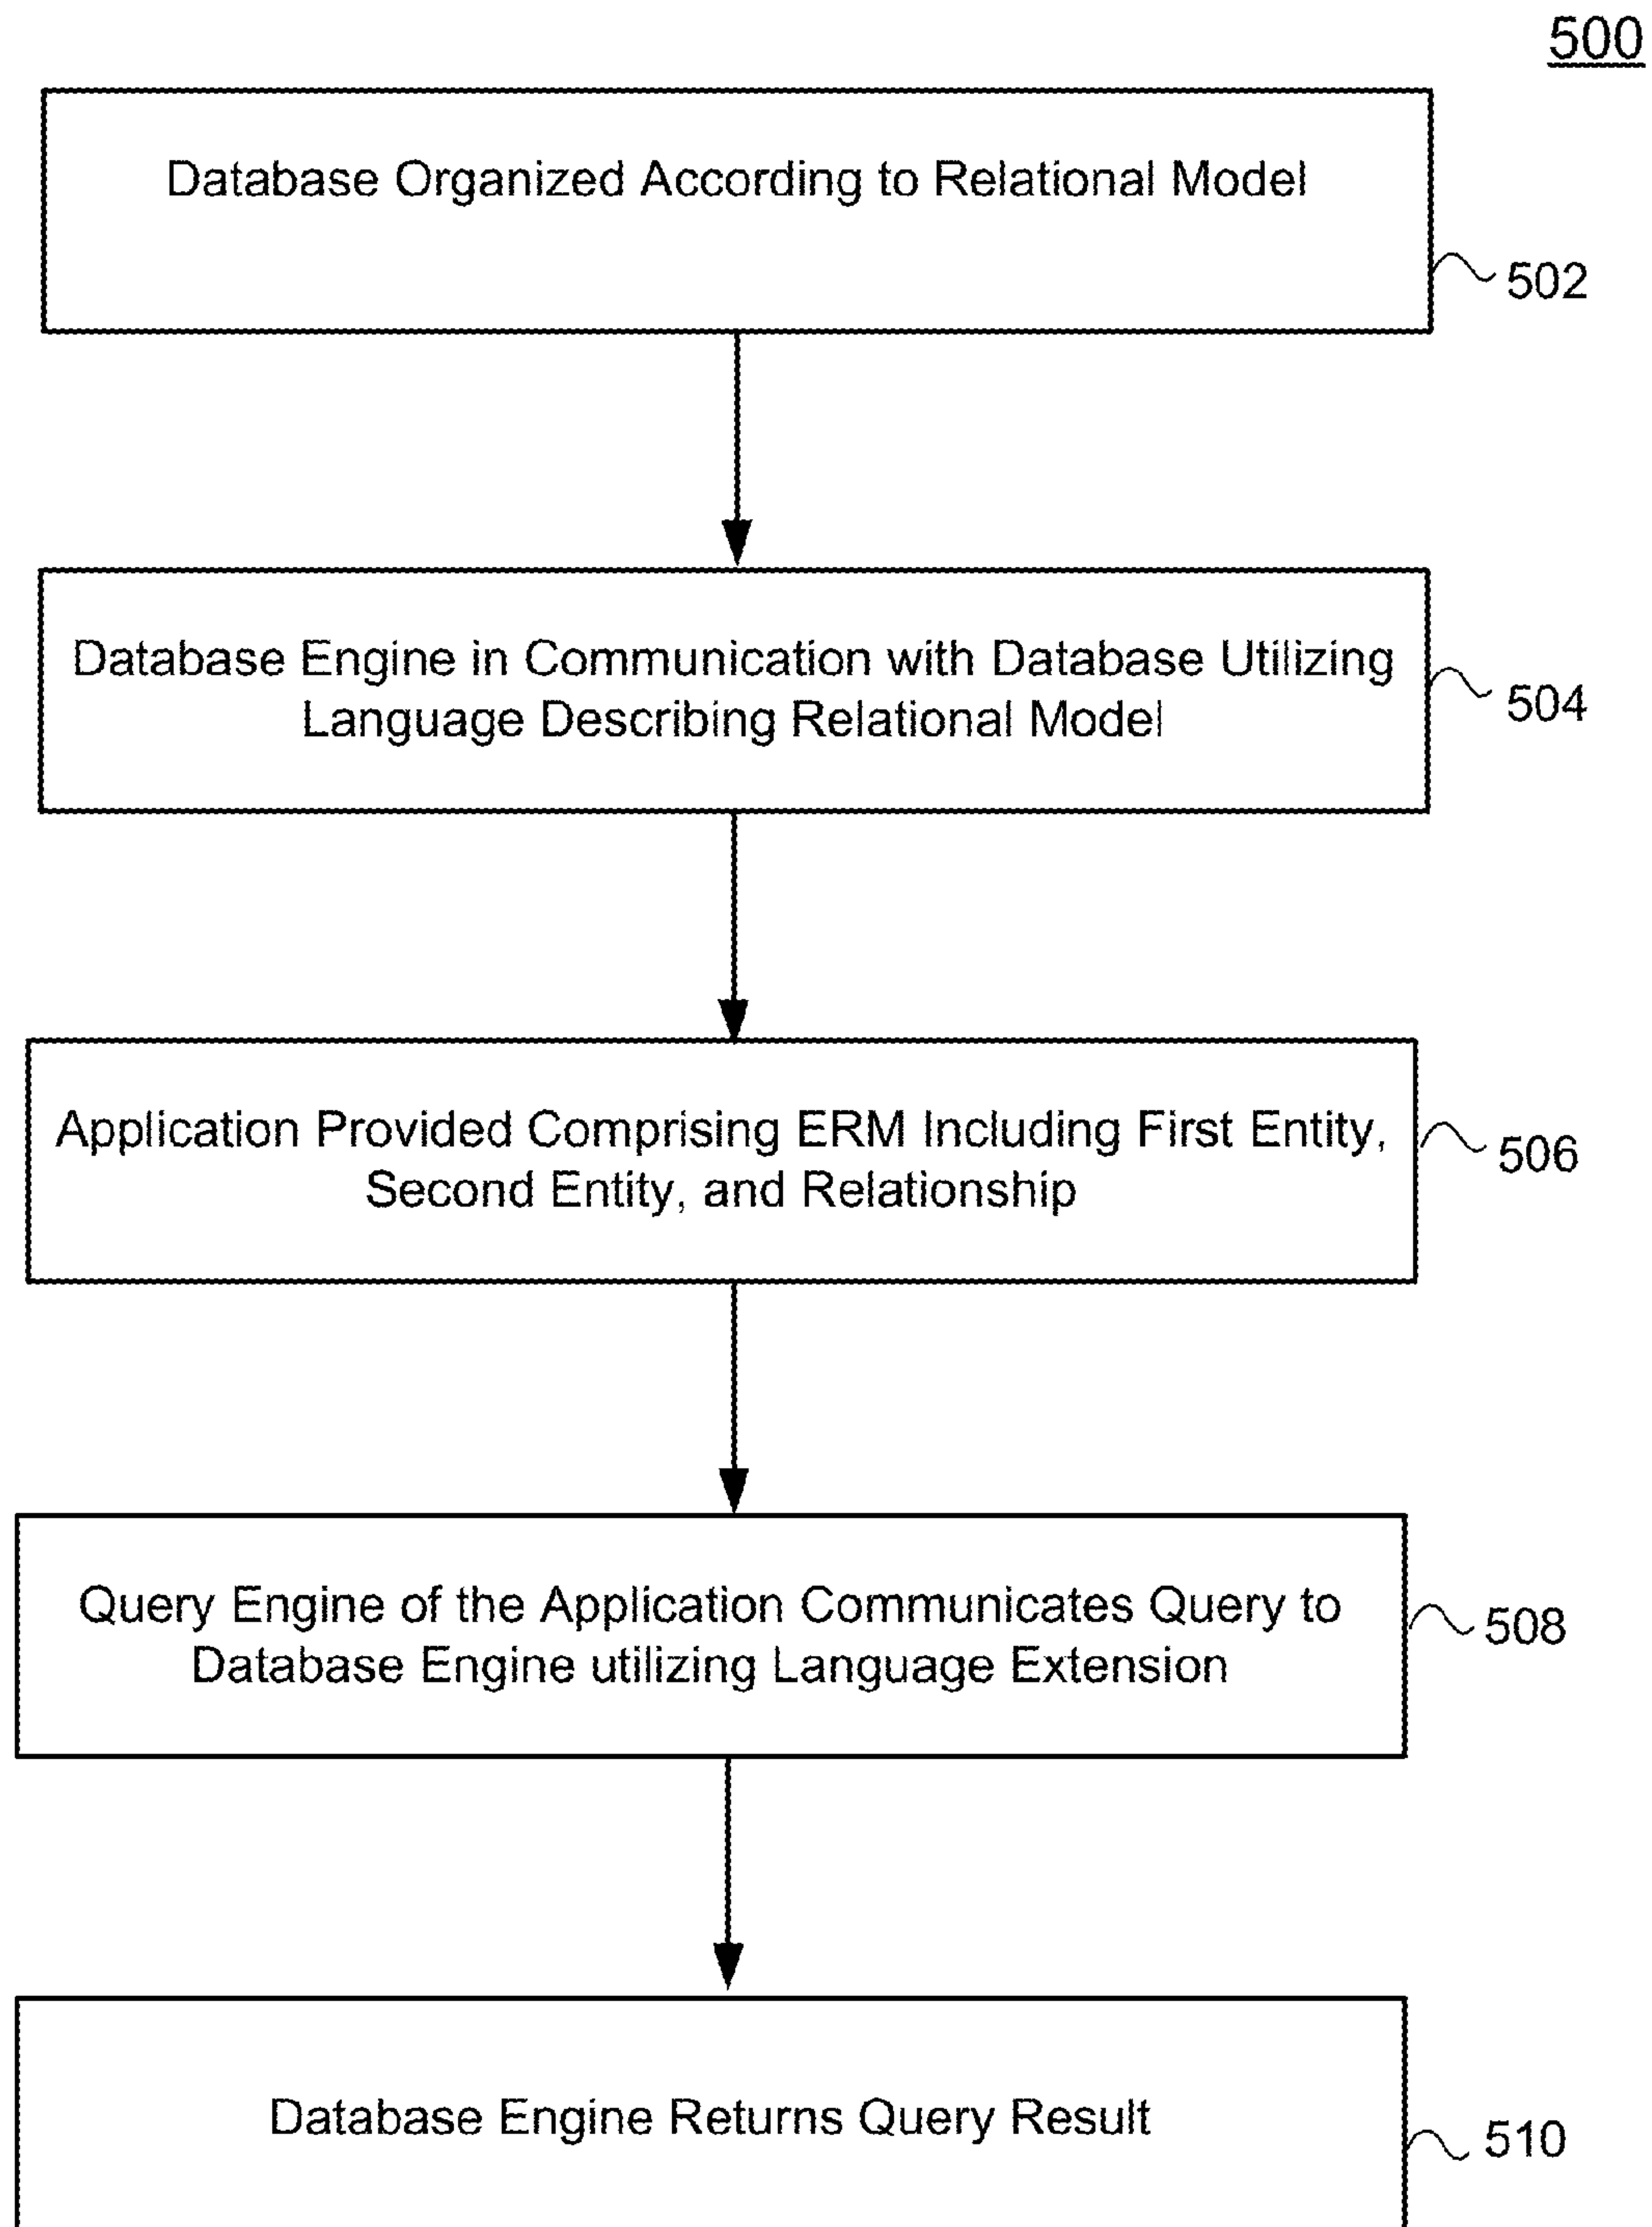 500
Database Organized According to Relational Model
502
Database Engine in Communication with Database Utilizing
Language Describing Relational Model
504
Application Provided Comprising ERM Including First Entity,
Second Entity, and Relationship
506
Query Engine of the Application Communicates Query to
Database Engine utilizing Language Extension
508
Database Engine Returns Query Result
510